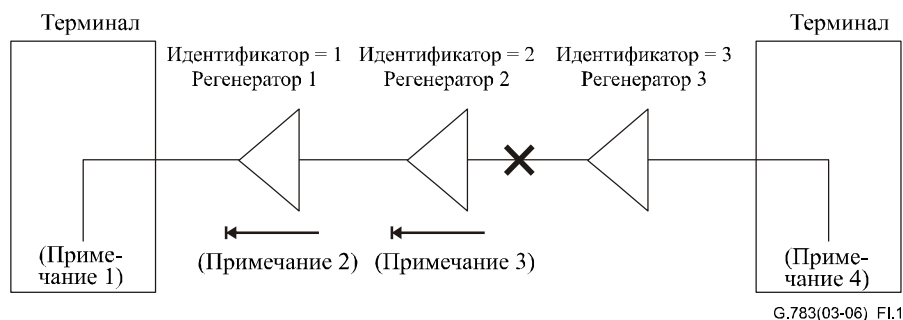 Терминал
Терминал
Идентификатор = 1
Регенератор 1
Идентификатор = 2
Регенератор 2
Идентификатор = 3
Регенератор 3
(Приме-
чание 1)
(Примечание 2)
(Примечание 3)
(Приме-
чание 4)
G.783(03-06)_FI.1